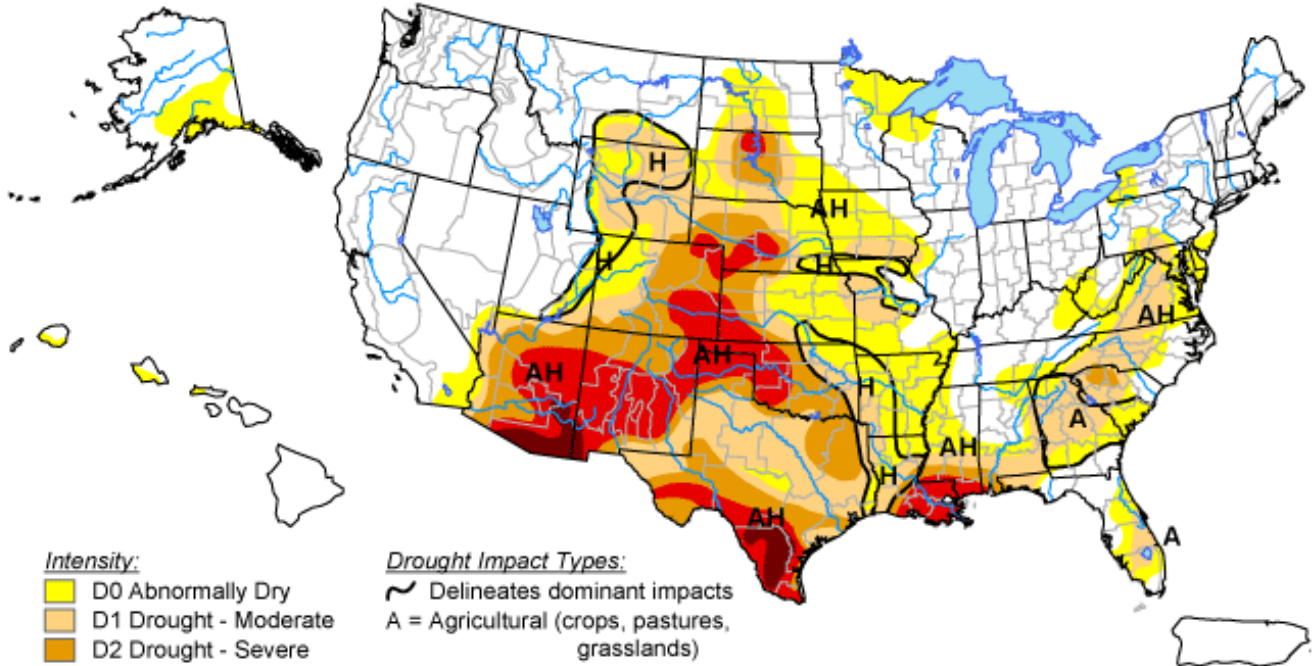 H
AH
H
H
AH
AH
AH
H
A
AH
H
AH
A
Intensity:
D0 Abnormally Dry
D1 Drought - Moderate
D2 Drought - Severe
Drought Impact Types:
Delineates dominant impacts
A = Agricultural (crops, pastures,
grasslands)